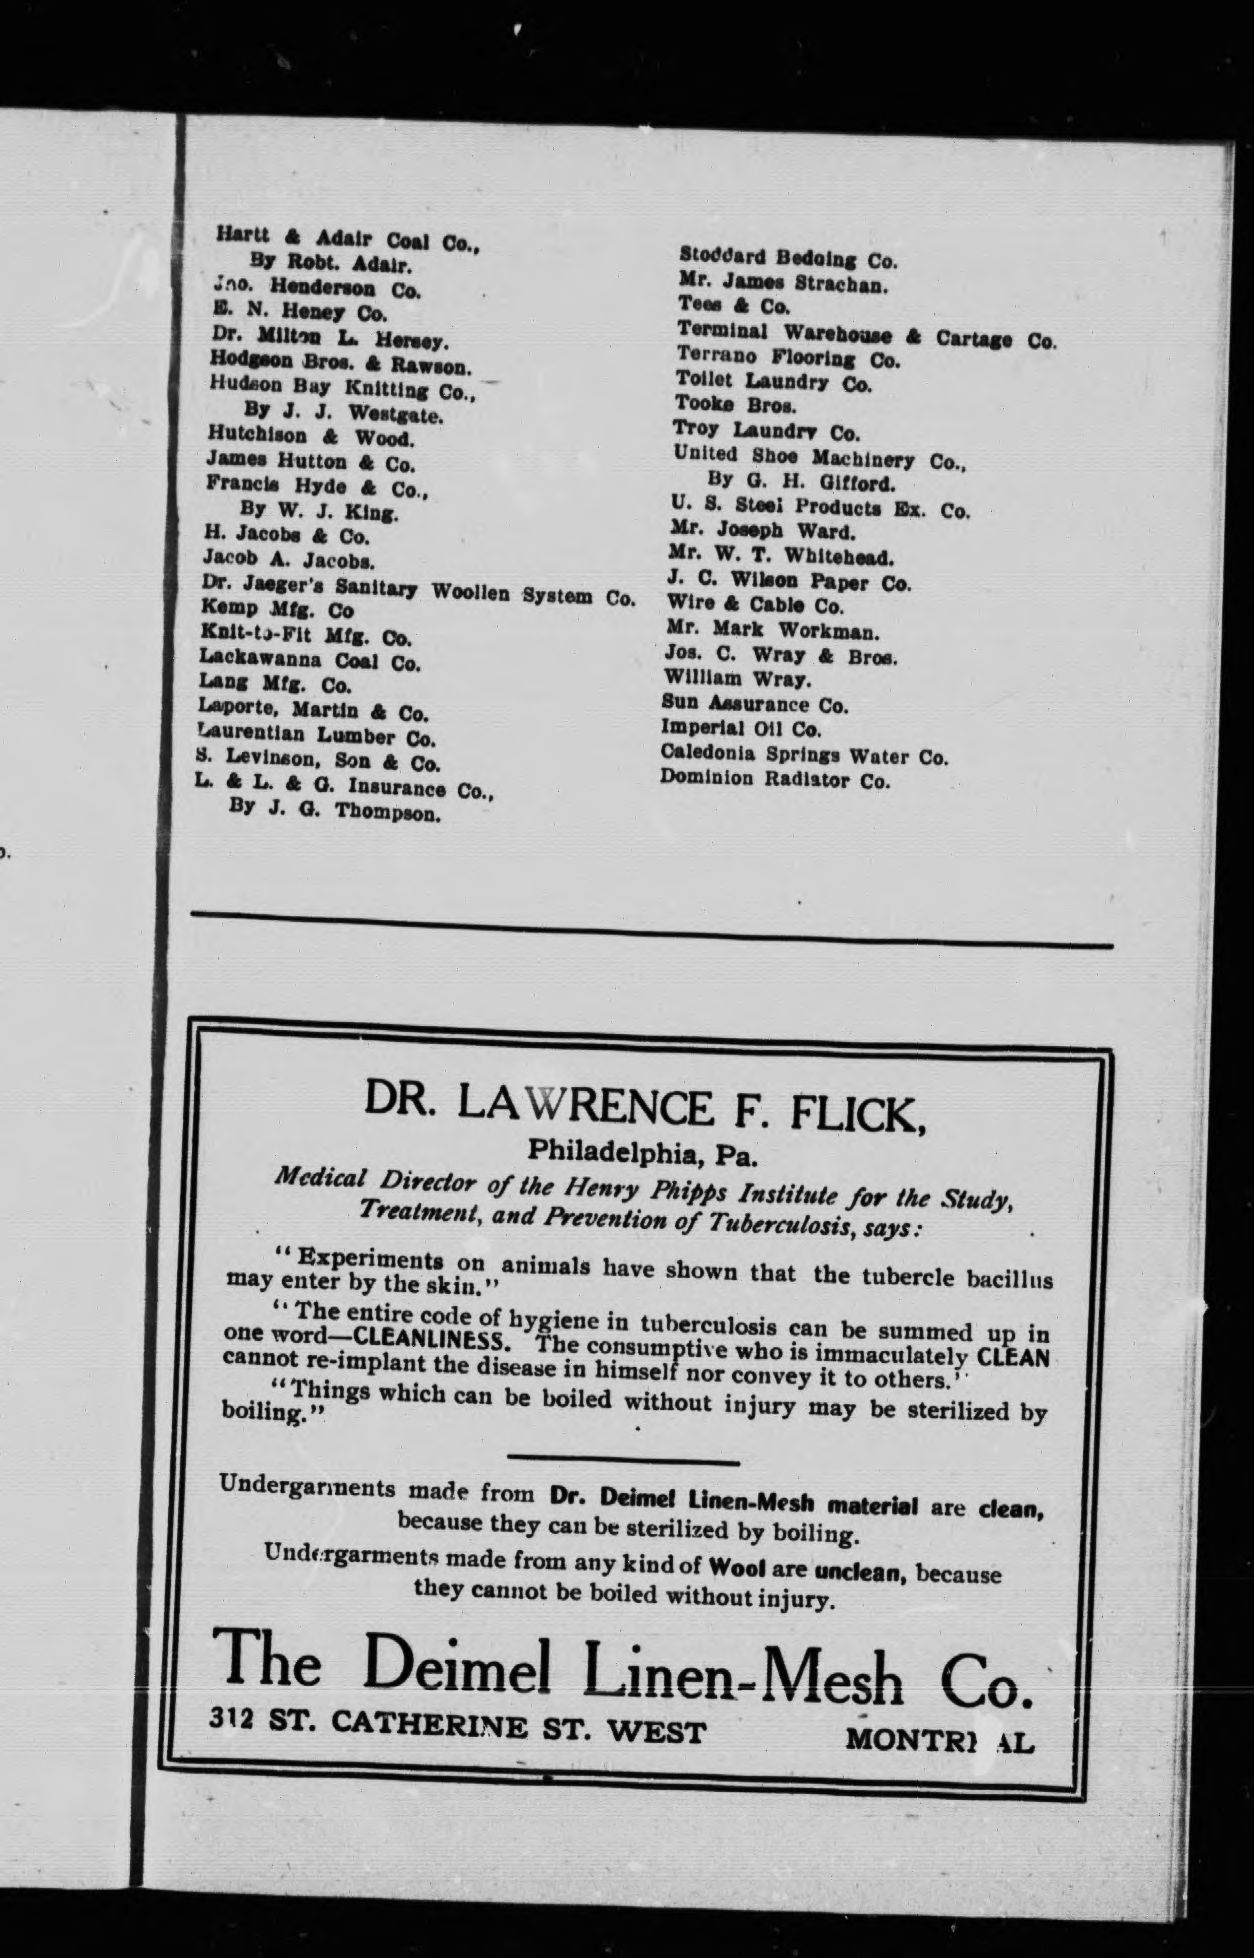 Hartt & Adair Coal Co.,
By Robt. Adair.
Jno. Henderson Co.
E. N. Heney Co.
Dr. Milton L. Hersey.
Hodgson Bros. & Rawson.
Hudson Bay Knitting Co.,
By J. J. Westgate.
Hutchison & Wood.
James Hutton & Co.
Francis Hyde & Co.,
By W. J. King.
H. Jacobs & Co.
Jacob A. Jacobs.
Dr. Jaeger's Sanitary Woollen System Co.
Kemp Mfg. Co
Knit-to-Fit Mfg. Co.
Lackawanna Coal Co.
Lang Mfg. Co.
Laporte, Martin & Co.
Laurentian Lumber Co.
S. Levinson, Son & Co.
L. & L. & G. Insurance Co.,
By J. G. Thompson.
Stoddard Bedding Co.
Mr. James Strachan.
Tees & Co.
Terminal Warehouse & Cartage Co.
Terrano Flooring Co.
Toilet Laundry Co.
Tooke Bros.
Troy Laundry Co.
United Shoe Machinery Co.,
By G. H. Gifford.
U. S. Steel Products Ex. Co.
Mr. Joseph Ward.
Mr. W. T. Whitehead.
J. C. Wilson Paper Co.
Wire & Cable Co.
Mr. Mark Workman.
Jos. C. Wray & Bros.
William Wray.
Sun Assurance Co.
Imperial Oil Co.
Caledonia Springs Water Co.
Dominion Radiator Co.
DR. LAWRENCE F. FLICK,
Philadelphia, Pa.
Medical Director of the Henry Phipps Institute for the Study,
Treatment, and Prevention of Tuberculosis, says:
"Experiments on animals have shown that the tubercle bacillus
may enter by the skin."
"The entire code of hygiene in tuberculosis can be summed up in
one word—CLEANLINESS. The consumptive who is immaculately CLEAN
cannot re-implant the disease in himself nor convey it to others."
"Things which can be boiled without injury may be sterilized by
boiling."
Undergarments made from Dr. Deimel Linen-Mesh material are clean,
because they can be sterilized by boiling.
Undergarments made from any kind of Wool are unclean, because
they cannot be boiled without injury.
The Deimel Linen-Mesh Co.
312 ST. CATHERINE ST. WEST MONTREAL